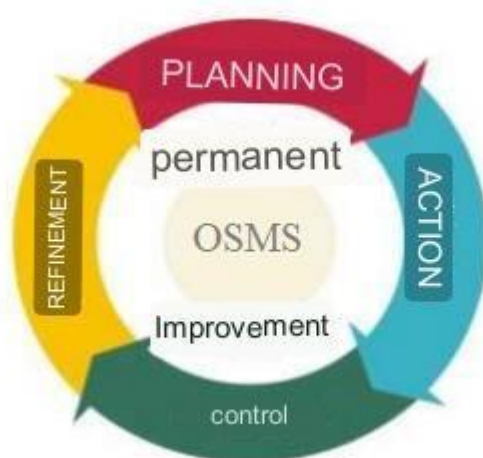 PLANNING
permanent
ACTION
REFINEMENT
OSMS
Improvement
control